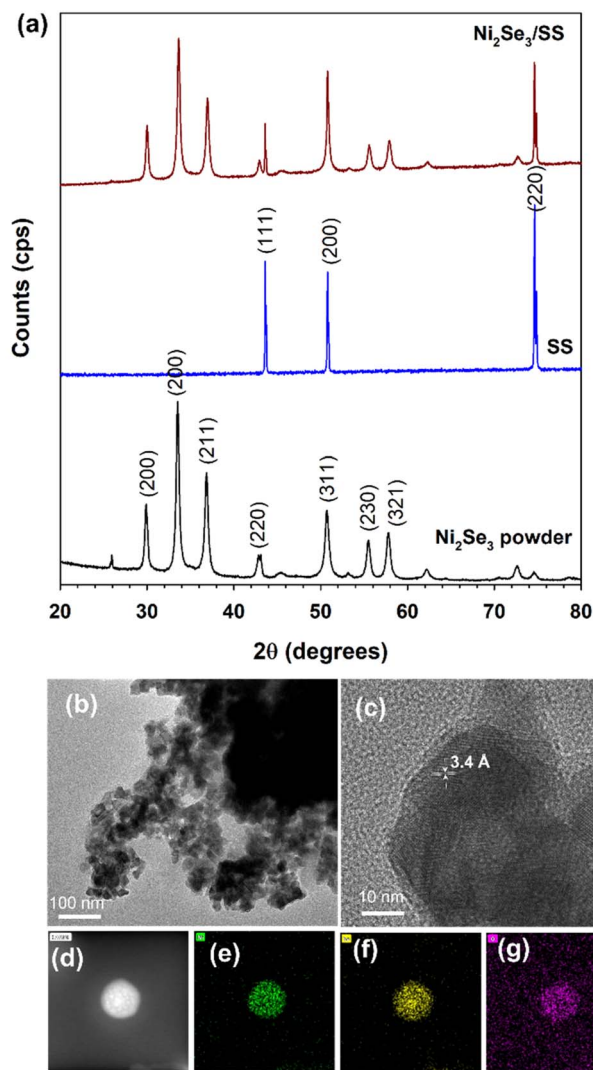 (a)
Ni₂Se₃/SS
(111)
(200)
(220)
SS
(200)
(200)
(211)
(220)
(311)
(230)
(321)
Ni₂Se₃ powder
Counts (cps)
20 30 40 50 60 70 80
2θ (degrees)
(b)
100 nm
(c)
3.4 Å
10 nm
(d)
(e)
(f)
(g)